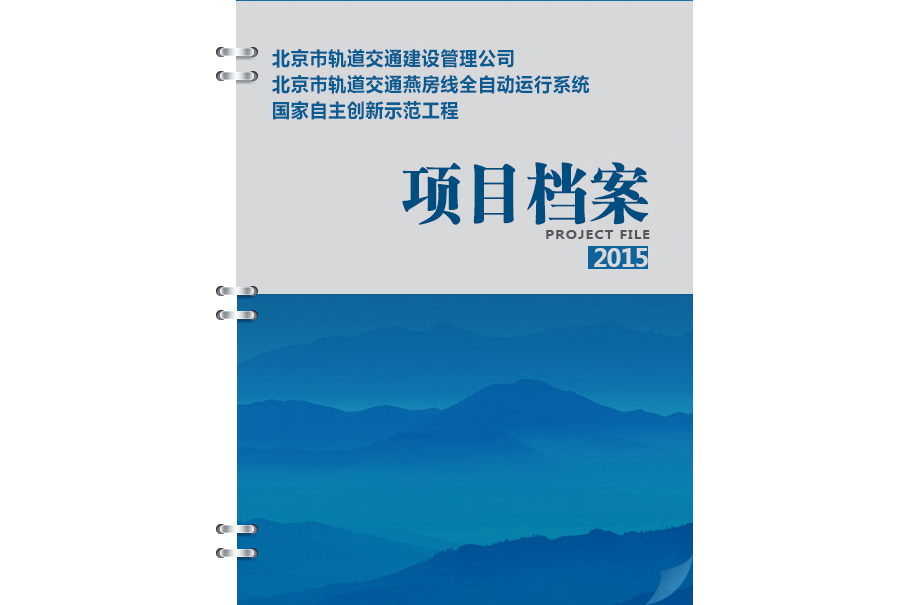 北京市轨道交通建设管理公司
北京市轨道交通燕房线全自动运行系统
国家自主创新示范工程
项目档案
PROJECT FILE
2015